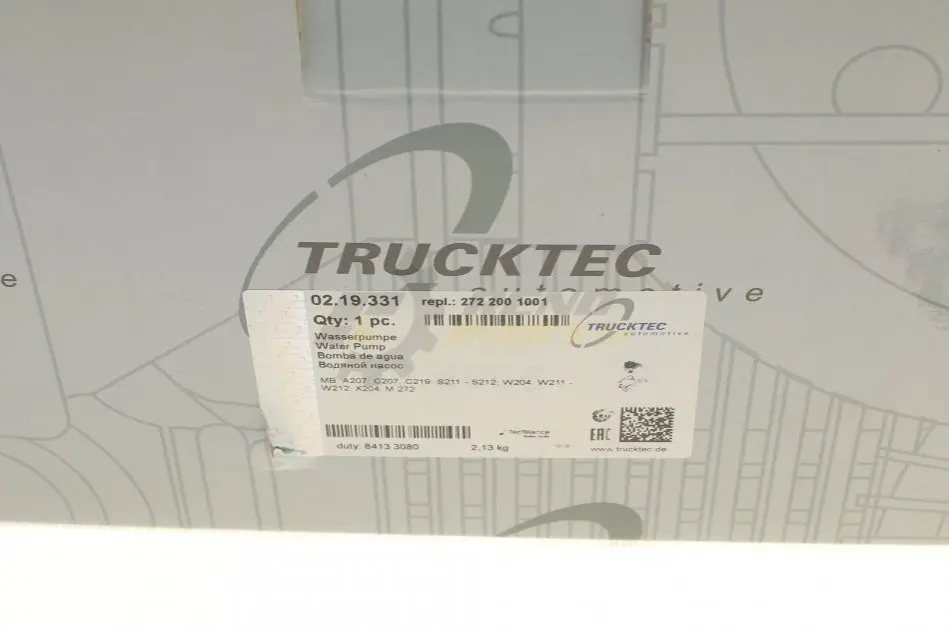 TRUCKTEC
automotive
e
02.19.331 repl.: 272 200 1001
Qty: 1 pc.
TRUCKTEC
automotive
Wasserpumpe
Water Pump
Bomba de agua
Водяной насос
MB A207, C207, C219, S211 - S212; W204, W211 -
W212, X204, M 272
TecAlliance
EAC
duty: 8413 3080 2,13 kg www.trucktec.de